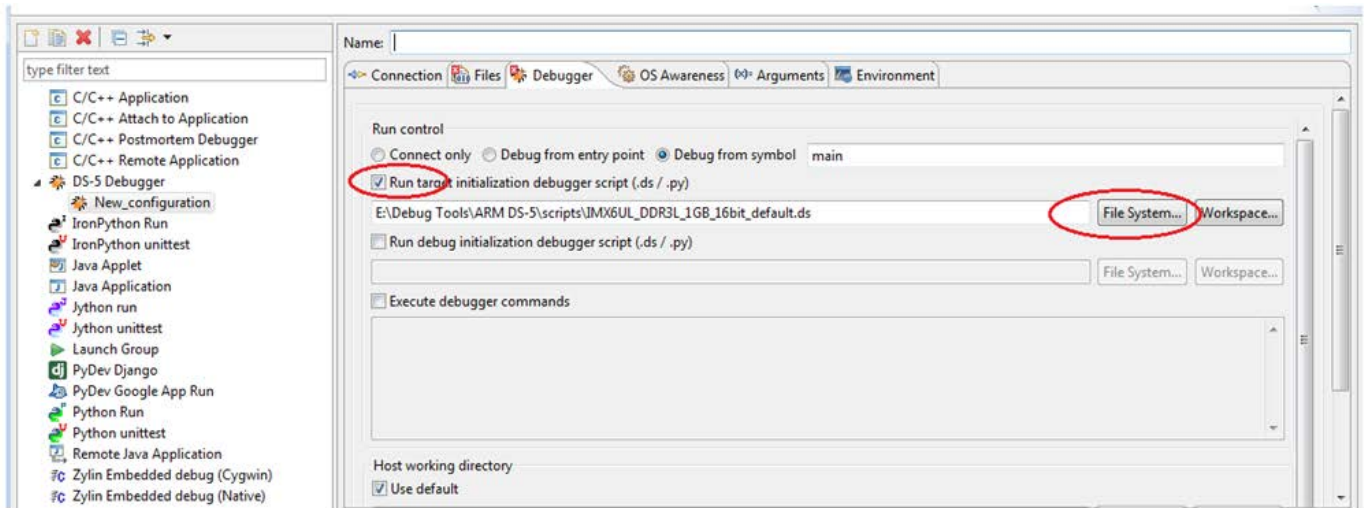 Name:
type filter text
Connection Files Debugger OS Awareness Arguments Environment
C/C++ Application
C/C++ Attach to Application
C/C++ Postmortem Debugger
C/C++ Remote Application
DS-5 Debugger
New_configuration
IronPython Run
IronPython unittest
Java Applet
Java Application
Jython run
Jython unittest
Launch Group
PyDev Django
PyDev Google App Run
Python Run
Python unittest
Remote Java Application
Zylin Embedded debug (Cygwin)
Zylin Embedded debug (Native)
Run control
Connect only Debug from entry point Debug from symbol main
Run target initialization debugger script (.ds / .py)
E:\Debug Tools\ARM DS-5\scripts\IMX6UL_DDR3L_1GB_16bit_default.ds File System... Workspace...
Run debug initialization debugger script (.ds / .py)
File System... Workspace...
Execute debugger commands
Host working directory
Use default